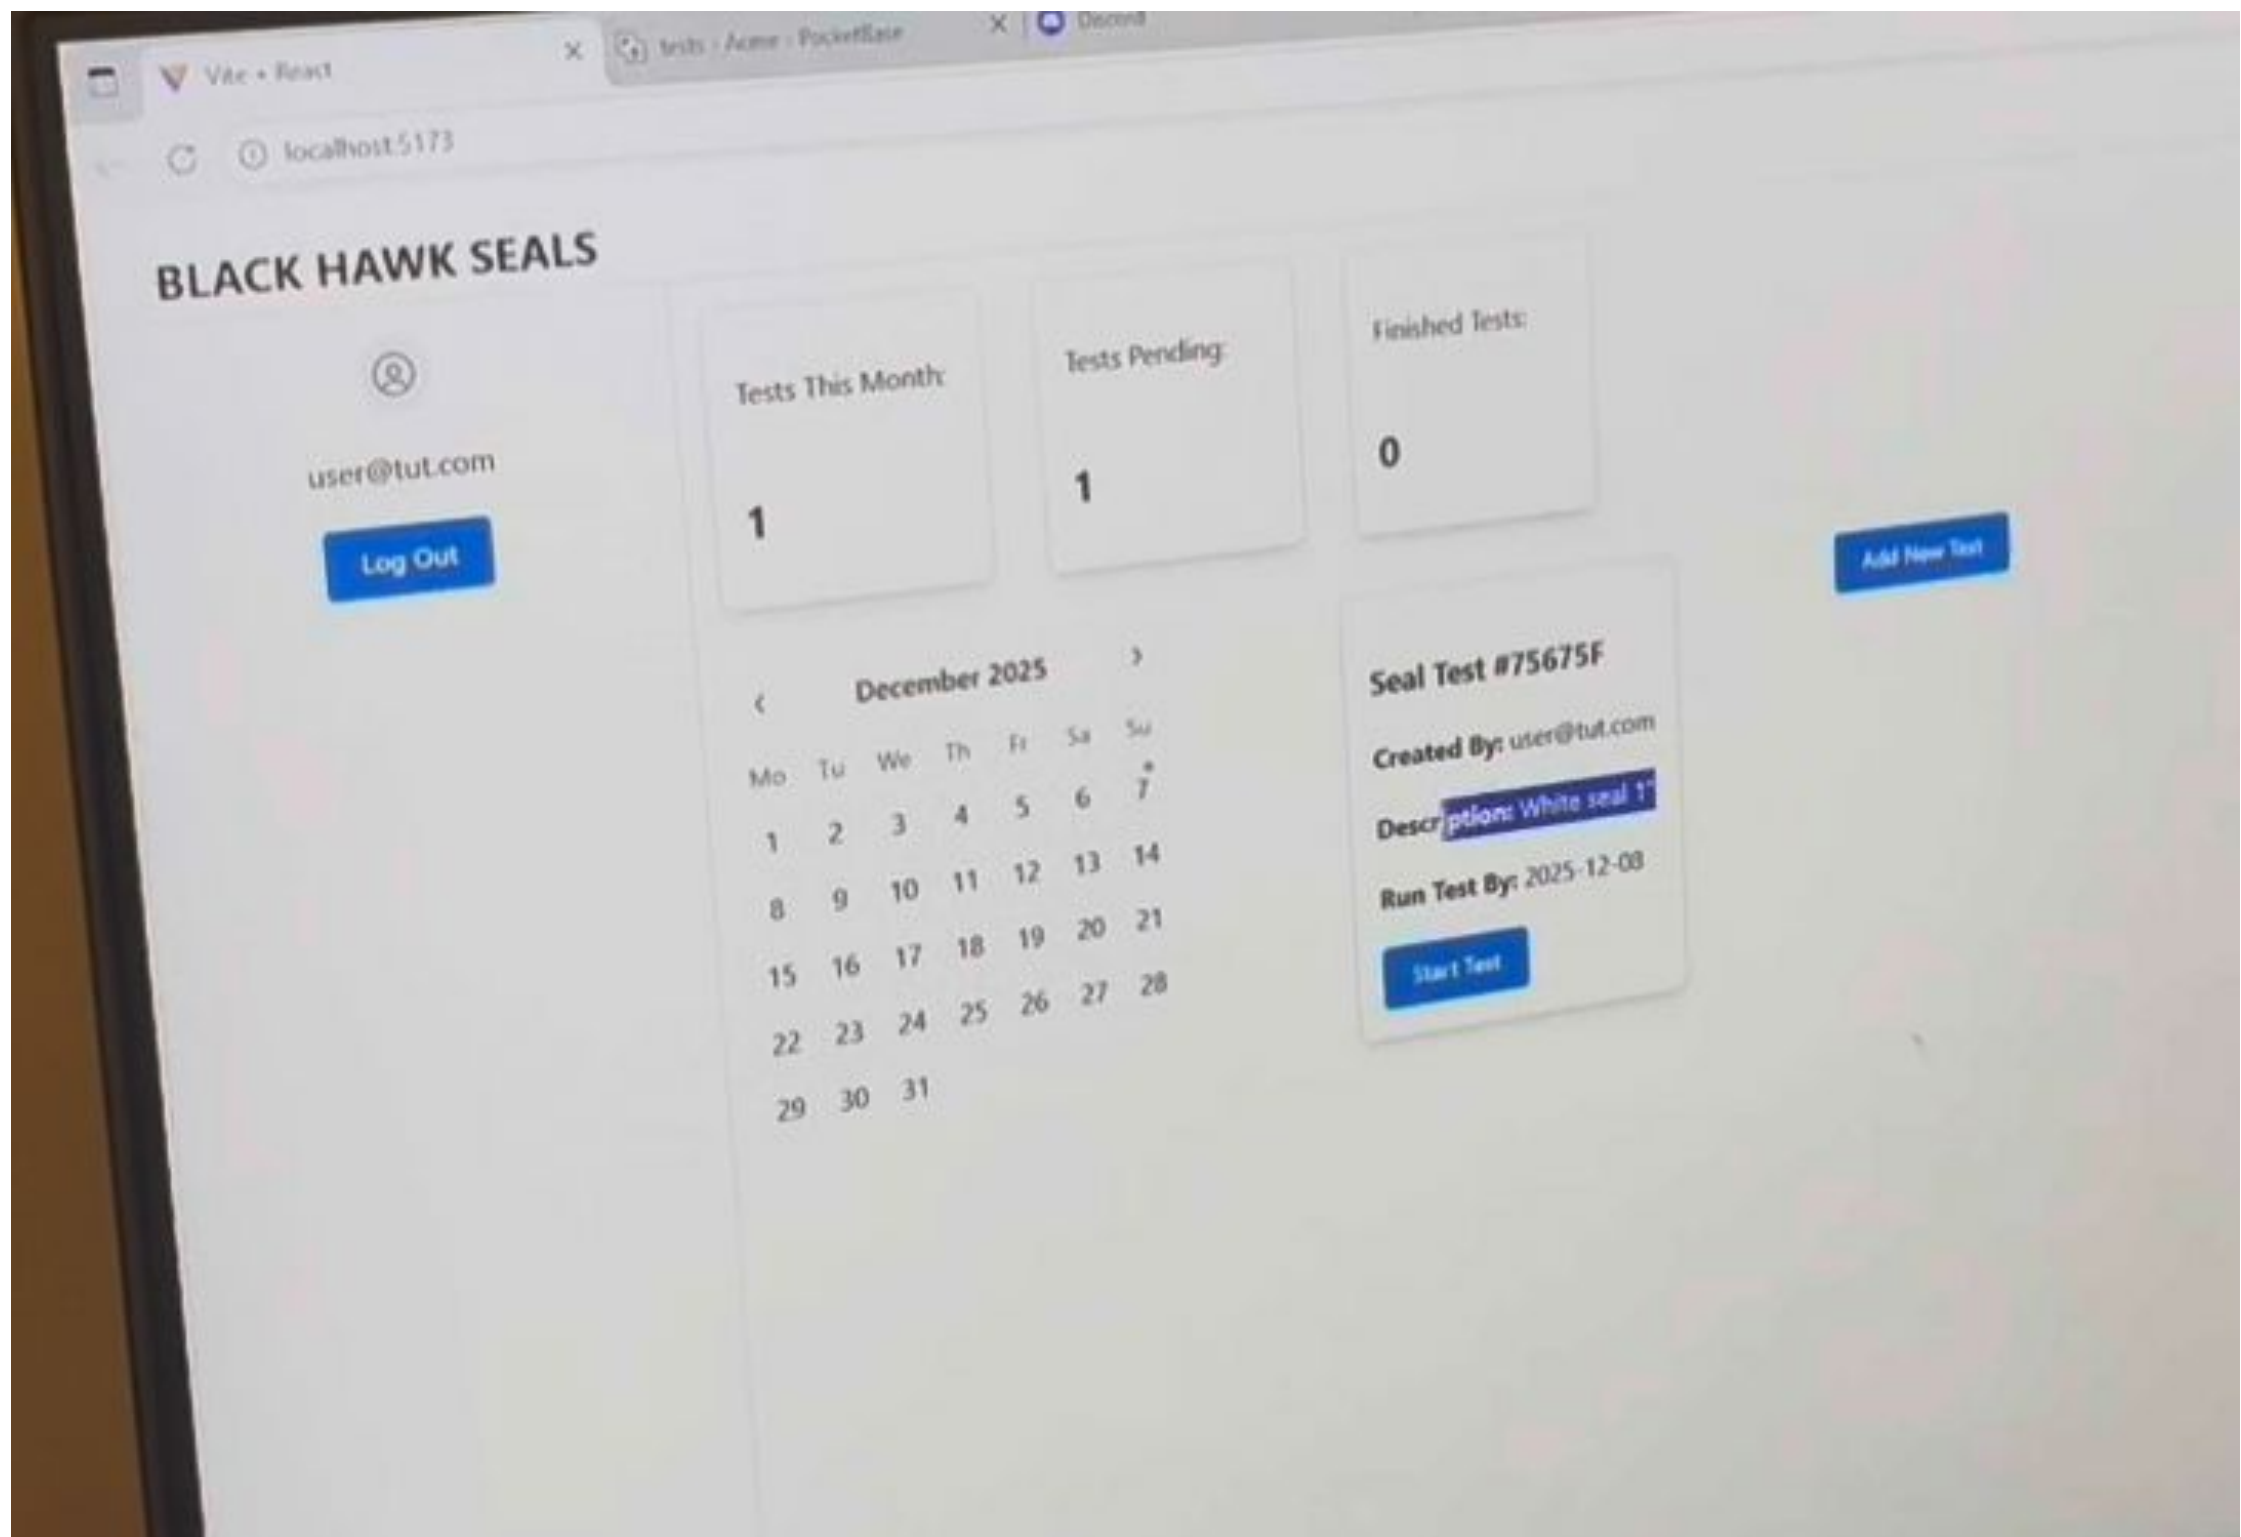 Vite + React
tests - Acme - PocketBase
Discord
localhost:5173
BLACK HAWK SEALS
user@tut.com
Log Out
Tests This Month:
1
Tests Pending:
1
Finished Tests:
0
Add New Test
December 2025
Mo Tu We Th Fr Sa Su
1 2 3 4 5 6 7
8 9 10 11 12 13 14
15 16 17 18 19 20 21
22 23 24 25 26 27 28
29 30 31
Seal Test #75675F
Created By: user@tut.com
Description: White seal 1"
Run Test By: 2025-12-08
Start Test